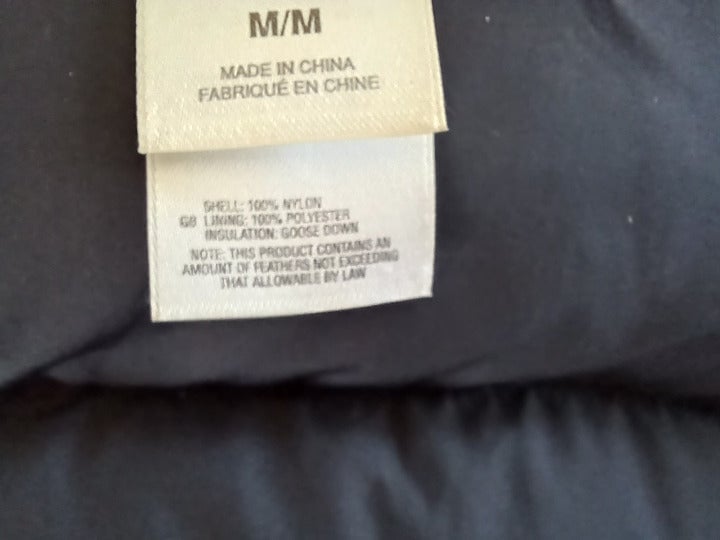 M/M
MADE IN CHINA
FABRIQUÉ EN CHINE
SHELL: 100% NYLON
GB LINING: 100% POLYESTER
INSULATION: GOOSE DOWN
NOTE: THIS PRODUCT CONTAINS AN
AMOUNT OF FEATHERS NOT EXCEEDING
THAT ALLOWABLE BY LAW